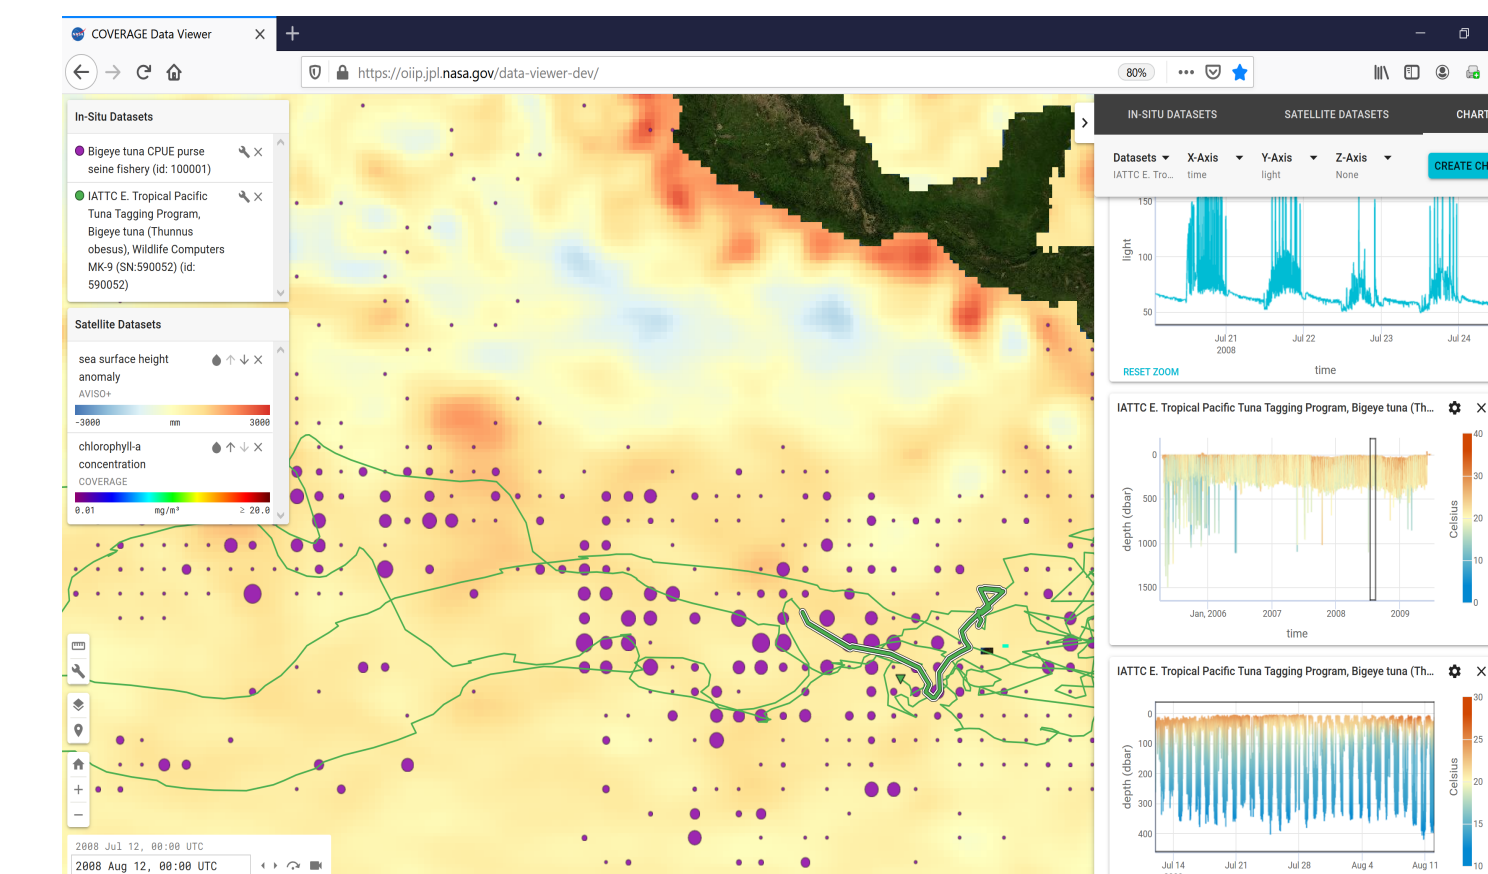 COVERAGE Data Viewer
https://oiip.jpl.nasa.gov/data-viewer-dev/
80%
In-Situ Datasets
Bigeye tuna CPUE purse
seine fishery (id: 100001)
IATTC E. Tropical Pacific
Tuna Tagging Program,
Bigeye tuna (Thunnus
obesus), Wildlife Computers
MK-9 (SN:590052) (id:
590052)
Satellite Datasets
sea surface height
anomaly
AVISO+
-3000 mm 3000
chlorophyll-a
concentration
COVERAGE
0.01 mg/m³ ≥ 20.0
2008 Jul 12, 00:00 UTC
2008 Aug 12, 00:00 UTC
IN-SITU DATASETS SATELLITE DATASETS CHART
Datasets X-Axis Y-Axis Z-Axis
IATTC E. Tro... time light None
CREATE CH
150
100
50
light
Jul 21 Jul 22 Jul 23 Jul 24
2008
RESET ZOOM
time
IATTC E. Tropical Pacific Tuna Tagging Program, Bigeye tuna (Th...
0
500
1000
1500
depth (dbar)
Jan, 2006 2007 2008 2009
time
40
30
20
10
0
Celsius
IATTC E. Tropical Pacific Tuna Tagging Program, Bigeye tuna (Th...
0
100
200
300
400
depth (dbar)
Jul 14 Jul 21 Jul 28 Aug 4 Aug 11
30
25
20
15
10
Celsius